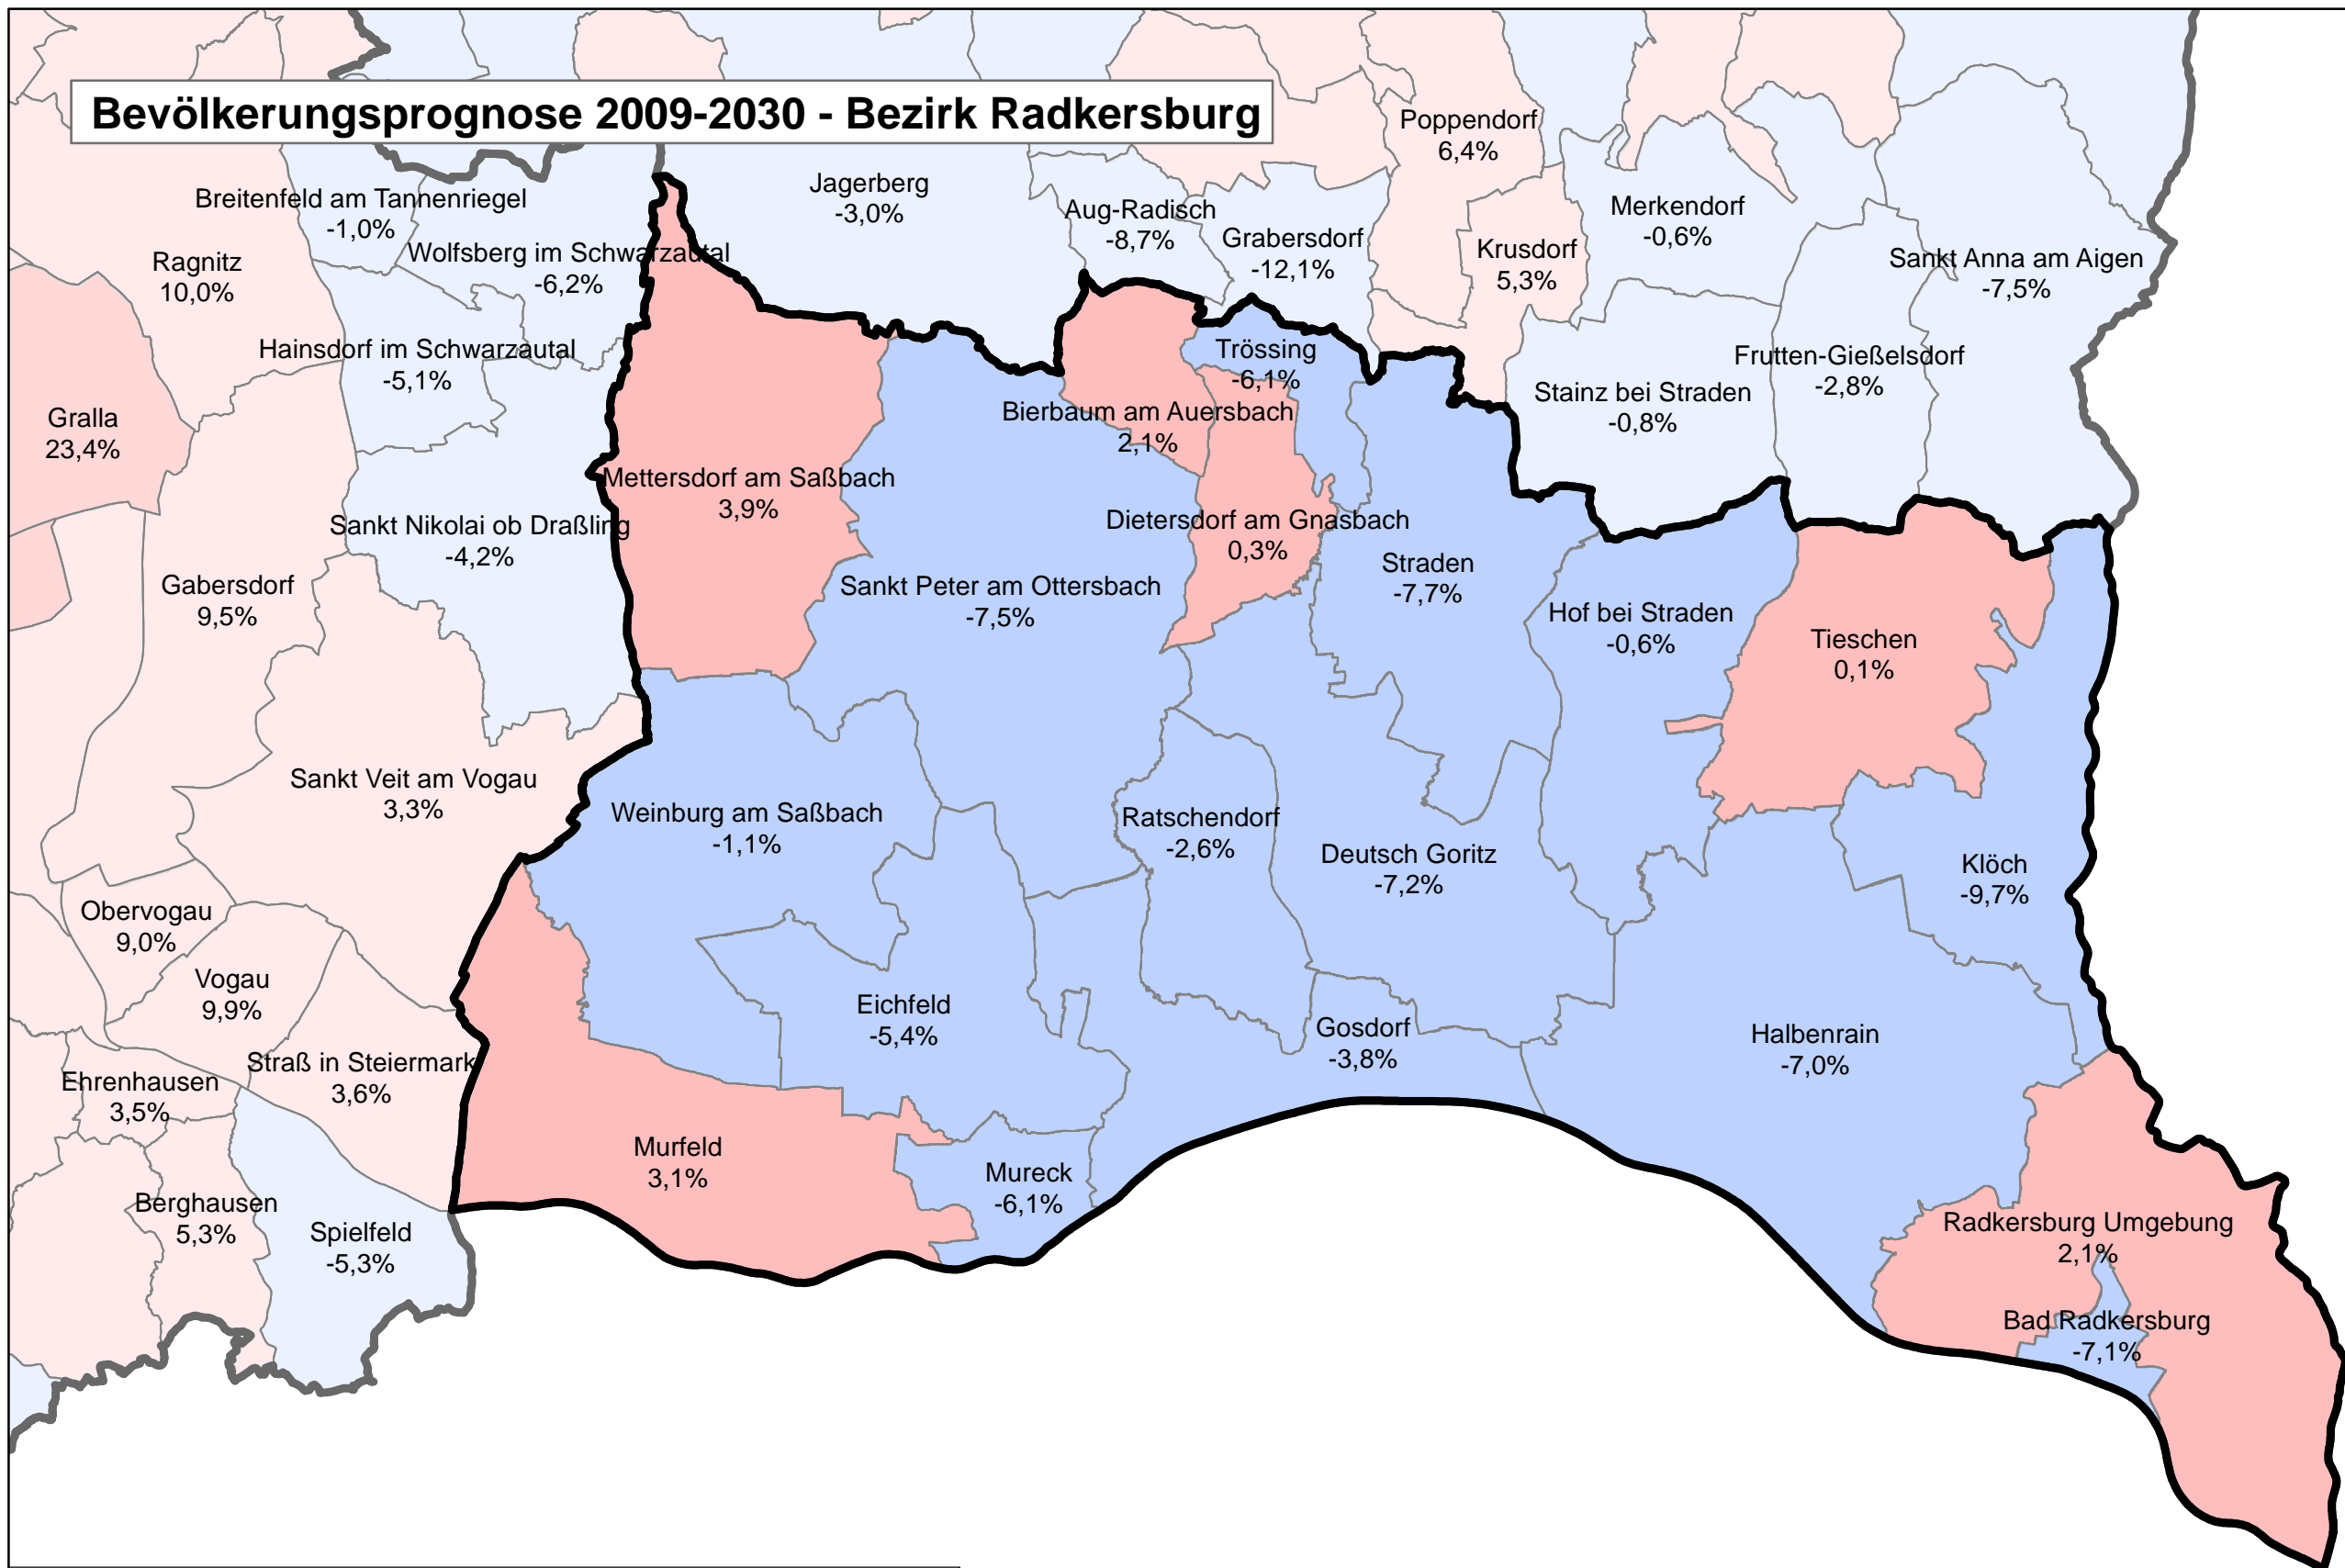 Bevölkerungsprognose 2009-2030 - Bezirk Radkersburg
Poppendorf
6,4%
Breitenfeld am Tannenriegel
-1,0%
Jagerberg
-3,0%
Aug-Radisch
-8,7%
Grabersdorf
-12,1%
Merkendorf
-0,6%
Krusdorf
5,3%
Sankt Anna am Aigen
-7,5%
Ragnitz
10,0%
Wolfsberg im Schwarzautal
-6,2%
Hainsdorf im Schwarzautal
-5,1%
Trössing
-6,1%
Frutten-Gießelsdorf
-2,8%
Stainz bei Straden
-0,8%
Gralla
23,4%
Bierbaum am Auersbach
2,1%
Mettersdorf am Saßbach
3,9%
Sankt Nikolai ob Draßling
-4,2%
Dietersdorf am Gnasbach
0,3%
Straden
-7,7%
Gabersdorf
9,5%
Sankt Peter am Ottersbach
-7,5%
Hof bei Straden
-0,6%
Tieschen
0,1%
Sankt Veit am Vogau
3,3%
Weinburg am Saßbach
-1,1%
Ratschendorf
-2,6%
Deutsch Goritz
-7,2%
Klöch
-9,7%
Obervogau
9,0%
Vogau
9,9%
Eichfeld
-5,4%
Gosdorf
-3,8%
Halbenrain
-7,0%
Straß in Steiermark
3,6%
Ehrenhausen
3,5%
Murfeld
3,1%
Mureck
-6,1%
Berghausen
5,3%
Spielfeld
-5,3%
Radkersburg Umgebung
2,1%
Bad Radkersburg
-7,1%